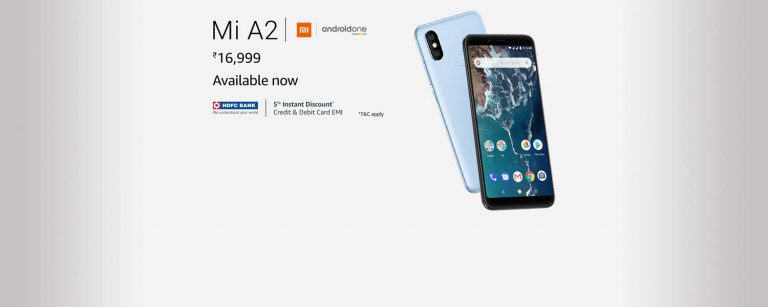 Mi A2
mi
androidone
₹16,999
Available now
HDFC BANK
We understand your world
5% Instant Discount*
Credit & Debit Card EMI
*T&C apply